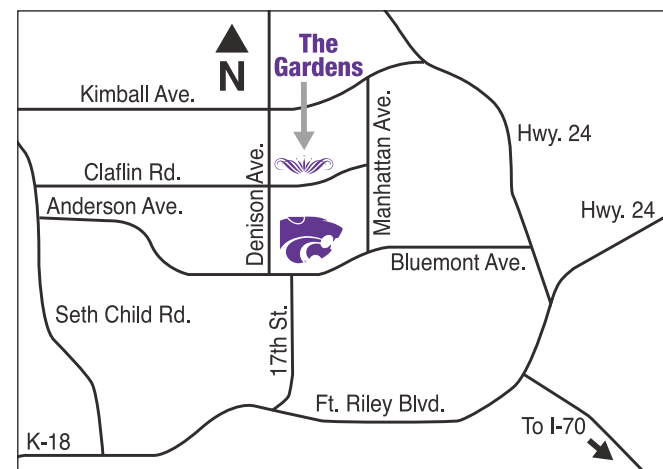 The
Gardens
N
Kimball Ave.
Hwy. 24
Claflin Rd.
Denison Ave.
Manhattan Ave.
Anderson Ave.
Hwy. 24
Bluemont Ave.
Seth Child Rd.
17th St.
Ft. Riley Blvd.
To I-70
K-18